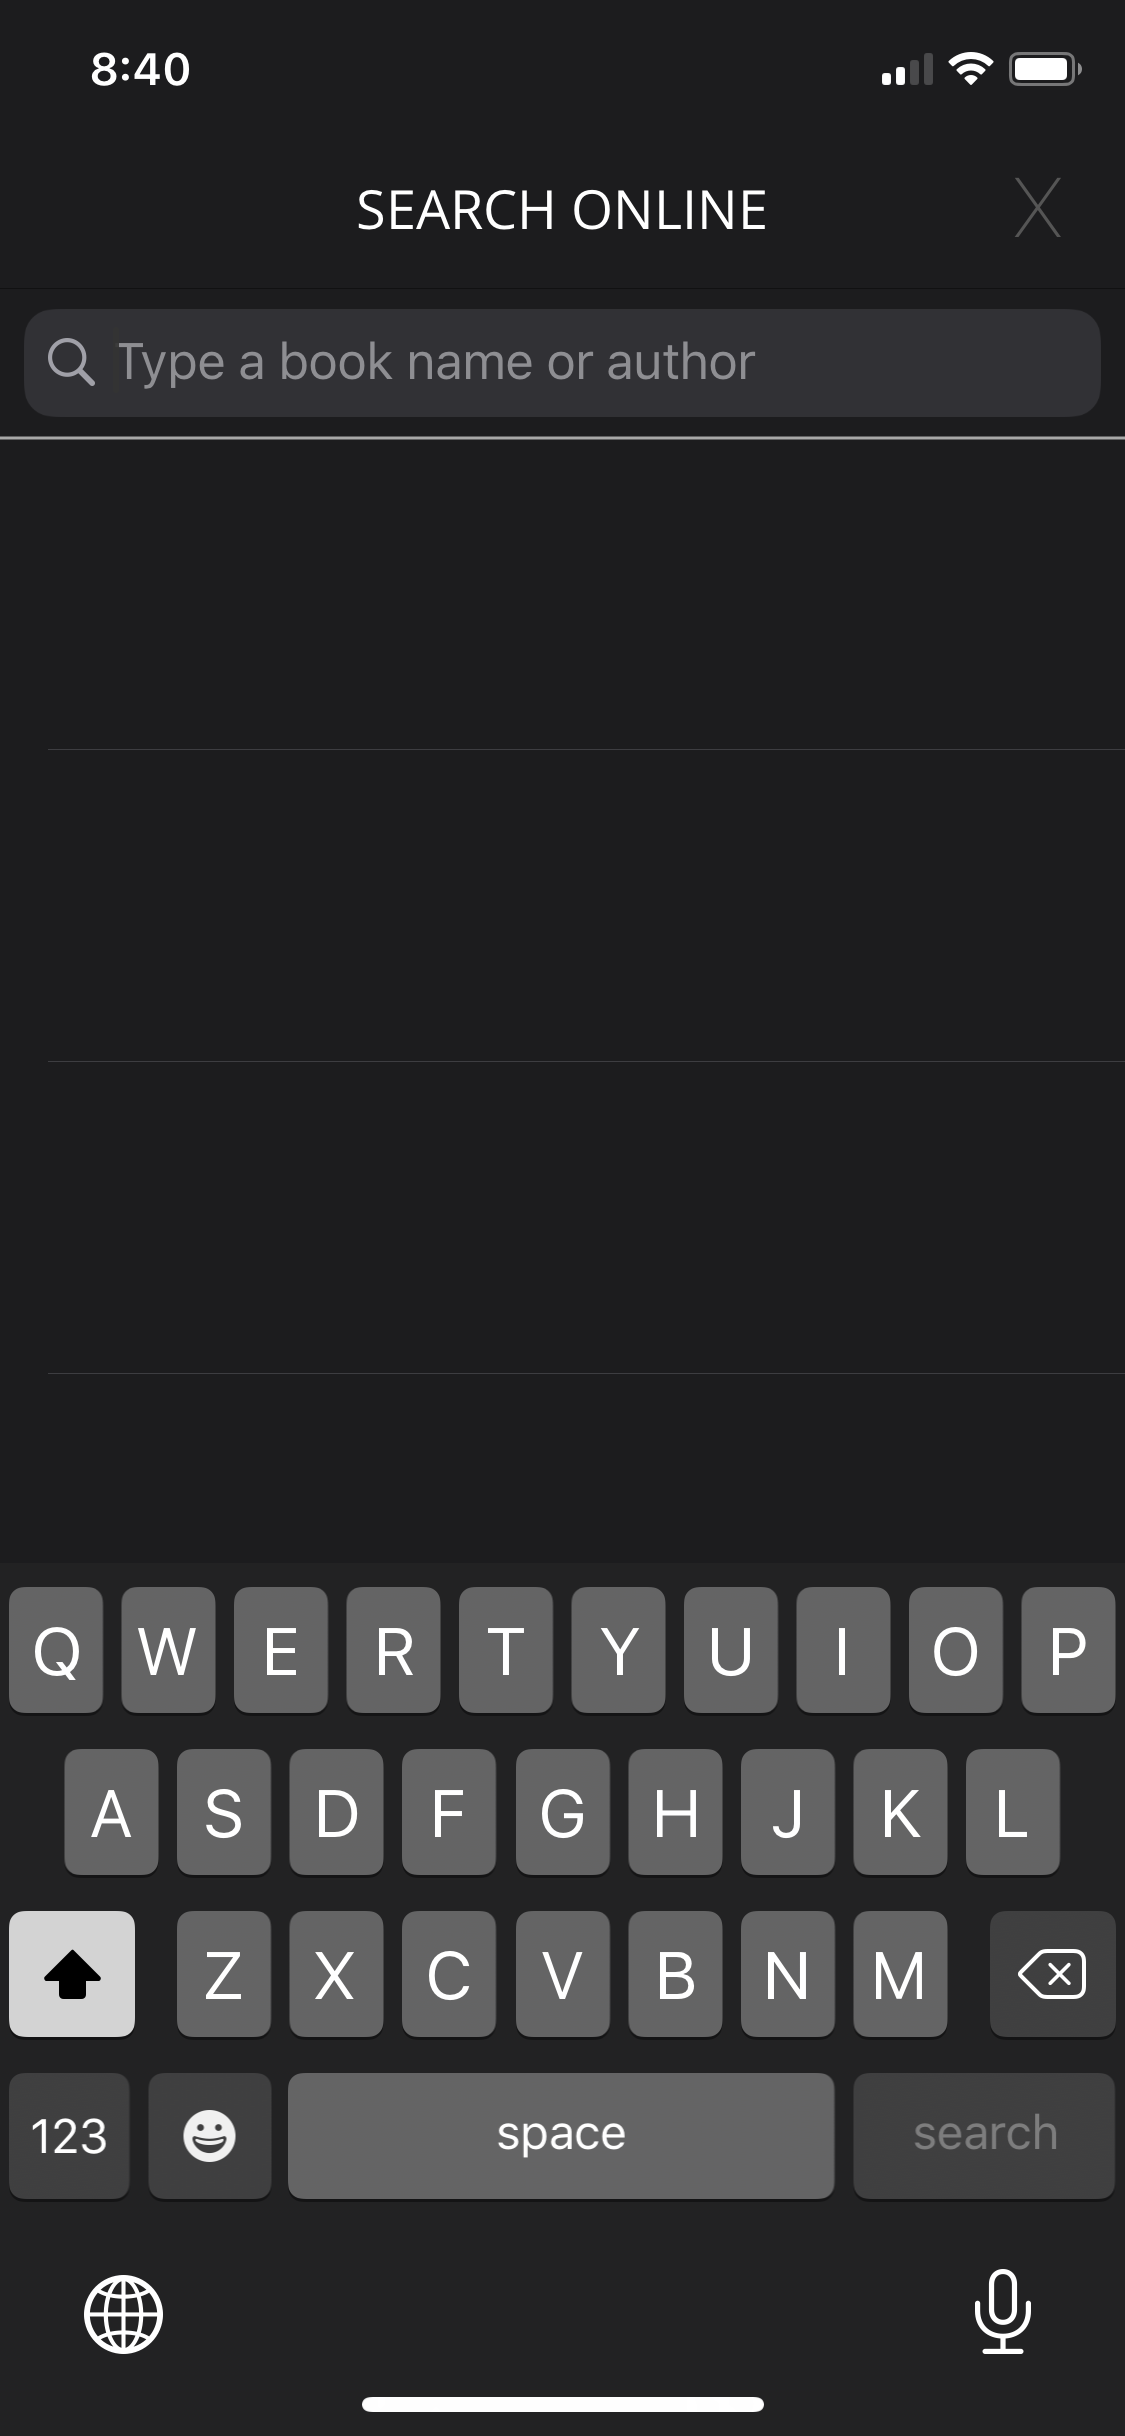 8:40
SEARCH ONLINE X
Type a book name or author
Q W E R T Y U I O P
A S D F G H J K L
Z X C V B N M
123 space search